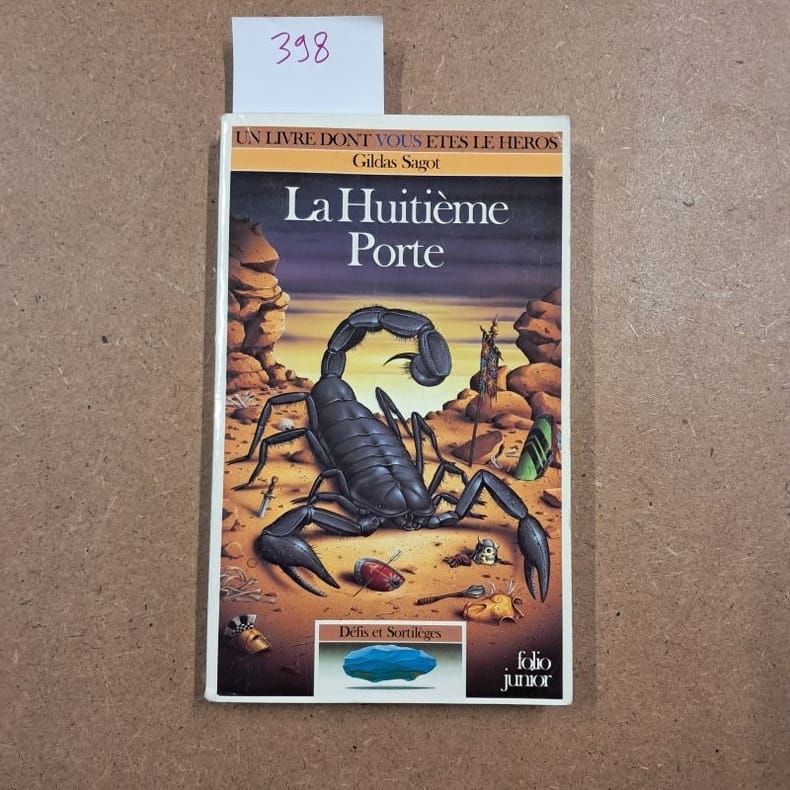 398
UN LIVRE DONT VOUS ETES LE HEROS
Gildas Sagot
La Huitième
Porte
Défis et Sortilèges
folio
junior